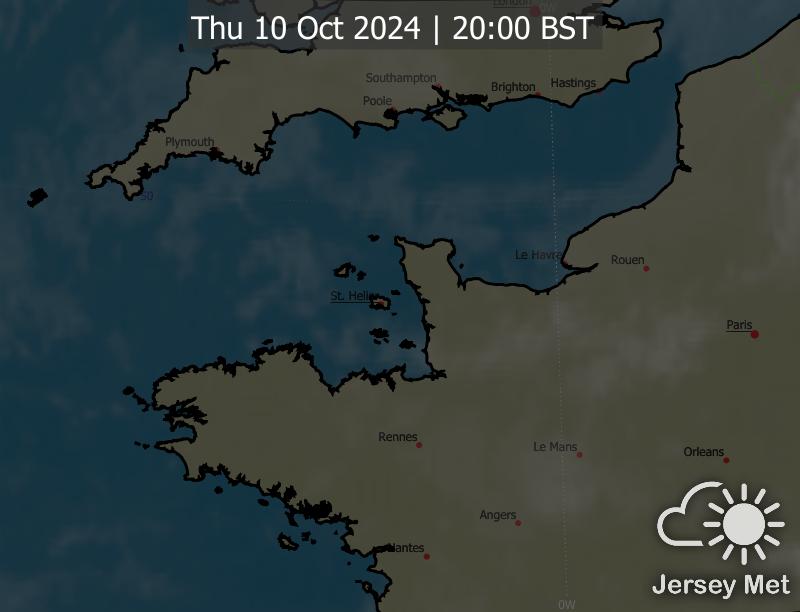 London
0W
Thu 10 Oct 2024 | 20:00 BST
Southampton
Brighton
Hastings
Poole
Plymouth
50
Le Havre
Rouen
St. Helier
Paris
Rennes
Le Mans
Orleans
Angers
Nantes
Jersey Met
0W